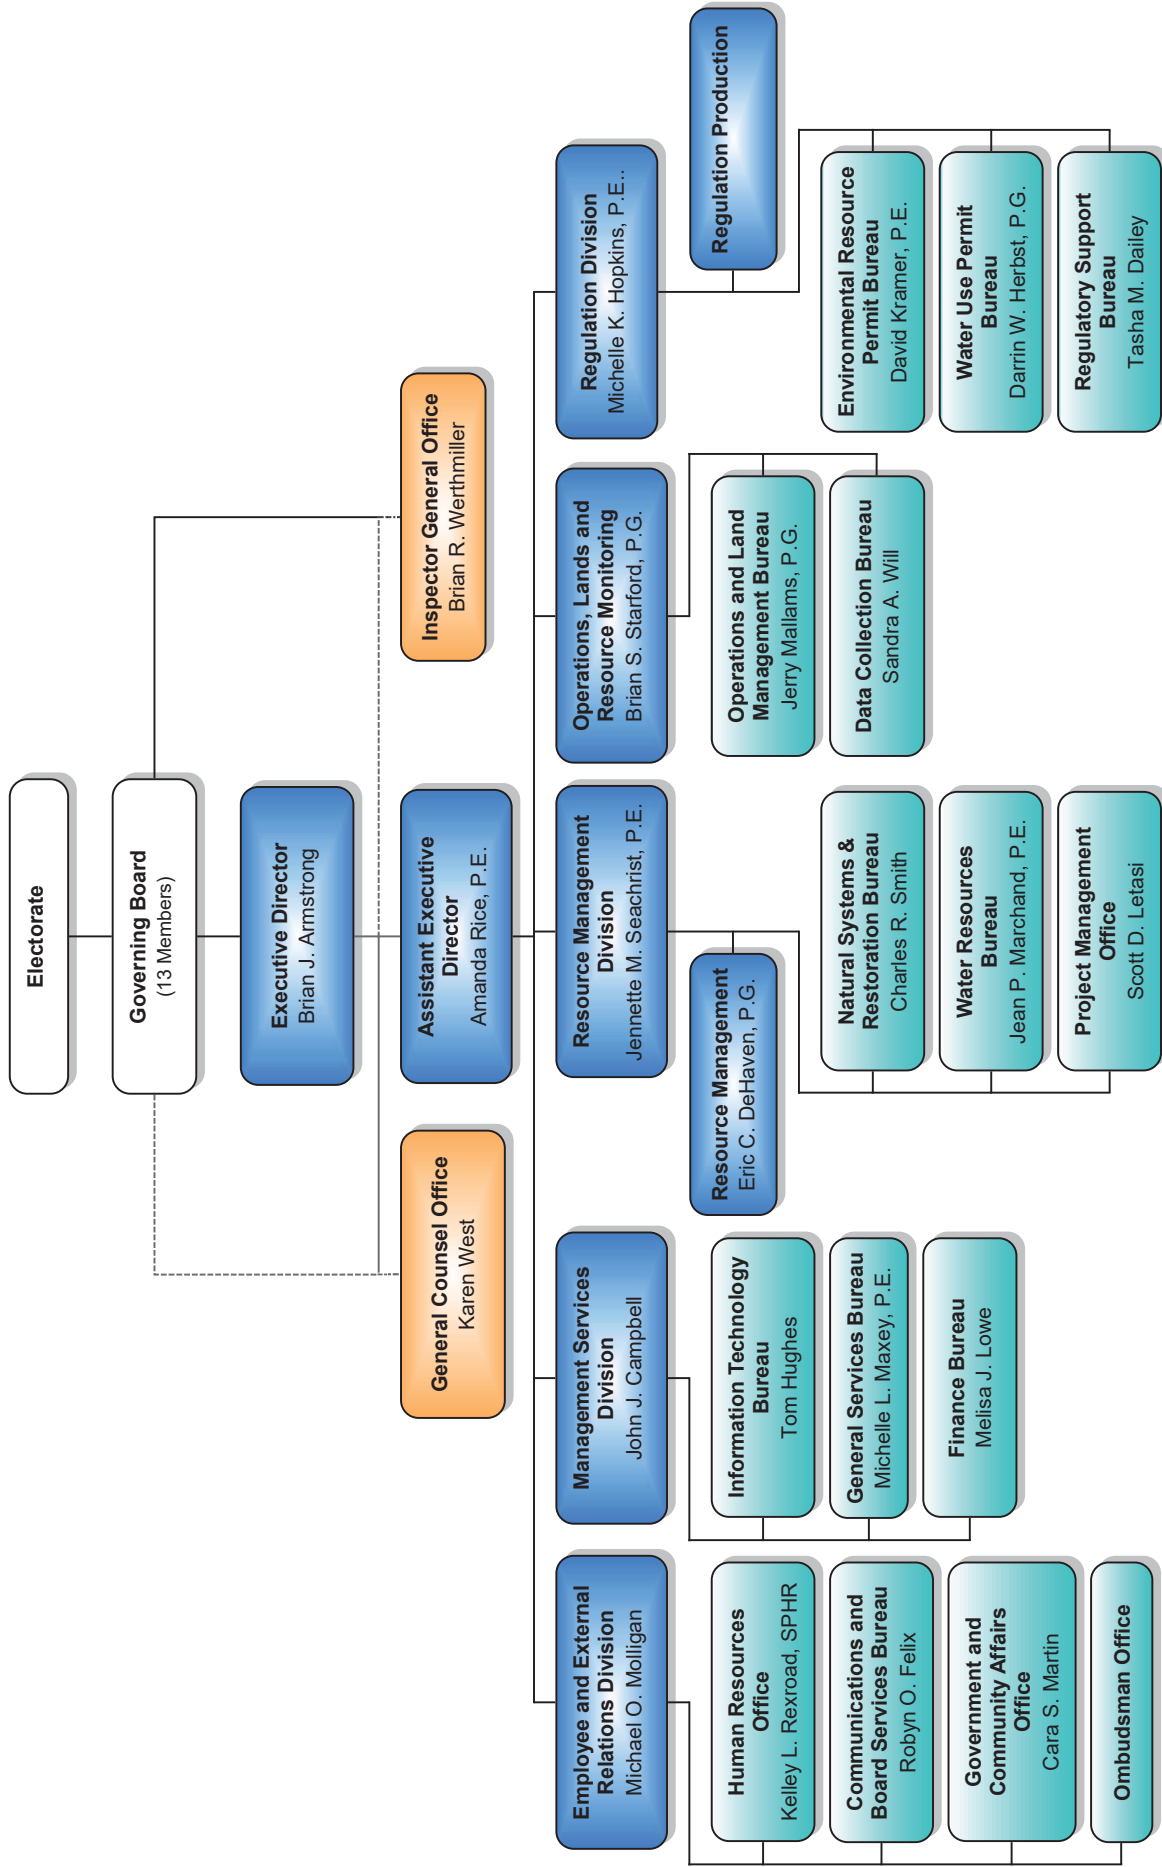 Electorate
Governing Board
(13 Members)
Executive Director
Brian J. Armstrong
General Counsel Office
Karen West
Assistant Executive
Director
Amanda Rice, P.E.
Inspector General Office
Brian R. Werthmiller
Employee and External
Relations Division
Michael O. Molligan
Management Services
Division
John J. Campbell
Resource Management
Division
Jennette M. Seachrist, P.E.
Operations, Lands and
Resource Monitoring
Brian S. Starford, P.G.
Regulation Division
Michelle K. Hopkins, P.E..
Human Resources
Office
Kelley L. Rexroad, SPHR
Communications and
Board Services Bureau
Robyn O. Felix
Government and
Community Affairs
Office
Cara S. Martin
Ombudsman Office
Information Technology
Bureau
Tom Hughes
General Services Bureau
Michelle L. Maxey, P.E.
Finance Bureau
Melisa J. Lowe
Resource Management
Eric C. DeHaven, P.G.
Natural Systems &
Restoration Bureau
Charles R. Smith
Water Resources
Bureau
Jean P. Marchand, P.E.
Project Management
Office
Scott D. Letasi
Operations and Land
Management Bureau
Jerry Mallams, P.G.
Data Collection Bureau
Sandra A. Will
Regulation Production
Environmental Resource
Permit Bureau
David Kramer, P.E.
Water Use Permit
Bureau
Darrin W. Herbst, P.G.
Regulatory Support
Bureau
Tasha M. Dailey